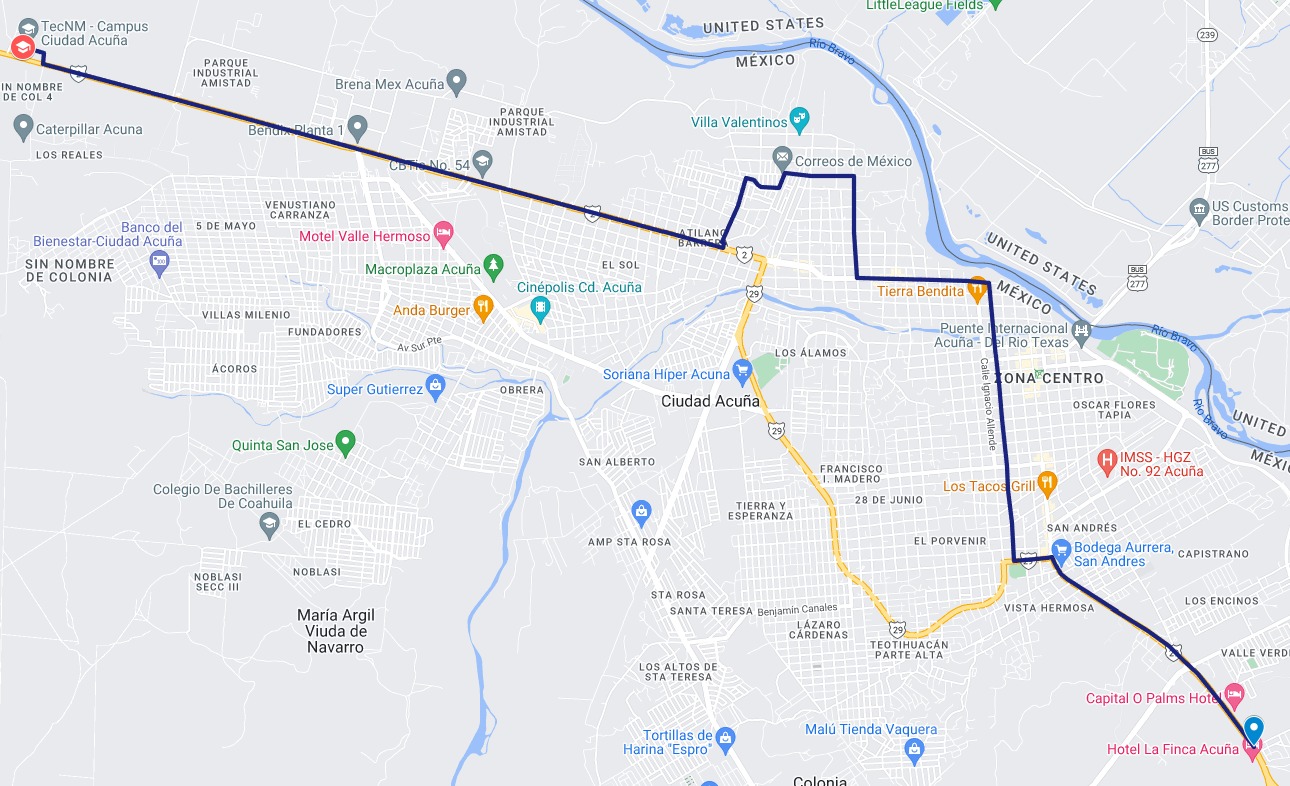 LittleLeague Fields
UNITED STATES
TecNM - Campus
Ciudad Acuña
239
Río Bravo
MÉXICO
PARQUE
INDUSTRIAL
AMISTAD
2
Brena Mex Acuña
IN NOMBRE
DE COL 4
PARQUE
INDUSTRIAL
AMISTAD
Villa Valentinos
Caterpillar Acuna
Bendix Planta 1
LOS REALES
CBTis No. 54
Correos de México
BUS
277
VENUSTIANO
CARRANZA
2
US Customs
Border Prote
5 DE MAYO
Banco del
Bienestar-Ciudad Acuña
Motel Valle Hermoso
ATILANO
BARRERA
2
UNITED STATES
MÉXICO
SIN NOMBRE
DE COLONIA
Macroplaza Acuña
EL SOL
BUS
277
Cinépolis Cd. Acuña
29
Tierra Bendita
Anda Burger
VILLAS MILENIO
FUNDADORES
Av Sur Pte
Puente Internacional
Acuña - Del Rio Texas
Río Bravo
LOS ÁLAMOS
ÁCOROS
Soriana Híper Acuna
Calle Ignacio Allende
ZONA CENTRO
Super Gutierrez
OBRERA
Ciudad Acuña
OSCAR FLORES
TAPIA
Río Bravo
UNITED
MÉXI
29
Quinta San Jose
SAN ALBERTO
IMSS - HGZ
No. 92 Acuña
FRANCISCO
I. MADERO
Los Tacos Grill
Colegio De Bachilleres
De Coahuila
28 DE JUNIO
TIERRA Y
ESPERANZA
EL CEDRO
SAN ANDRÉS
AMP STA ROSA
EL PORVENIR
Bodega Aurrera,
San Andres
CAPISTRANO
29
NOBLASI
SECC III
NOBLASI
STA ROSA
SANTA TERESA
Benjamín Canales
VISTA HERMOSA
LOS ENCINOS
María Argil
Viuda de
Navarro
LÁZARO
CÁRDENAS
29
TEOTIHUACÁN
PARTE ALTA
VALLE VERD
LOS ALTOS DE
STA TERESA
Capital O Palms Hotel
Tortillas de
Harina "Espro"
Malú Tienda Vaquera
Hotel La Finca Acuña
Colonia